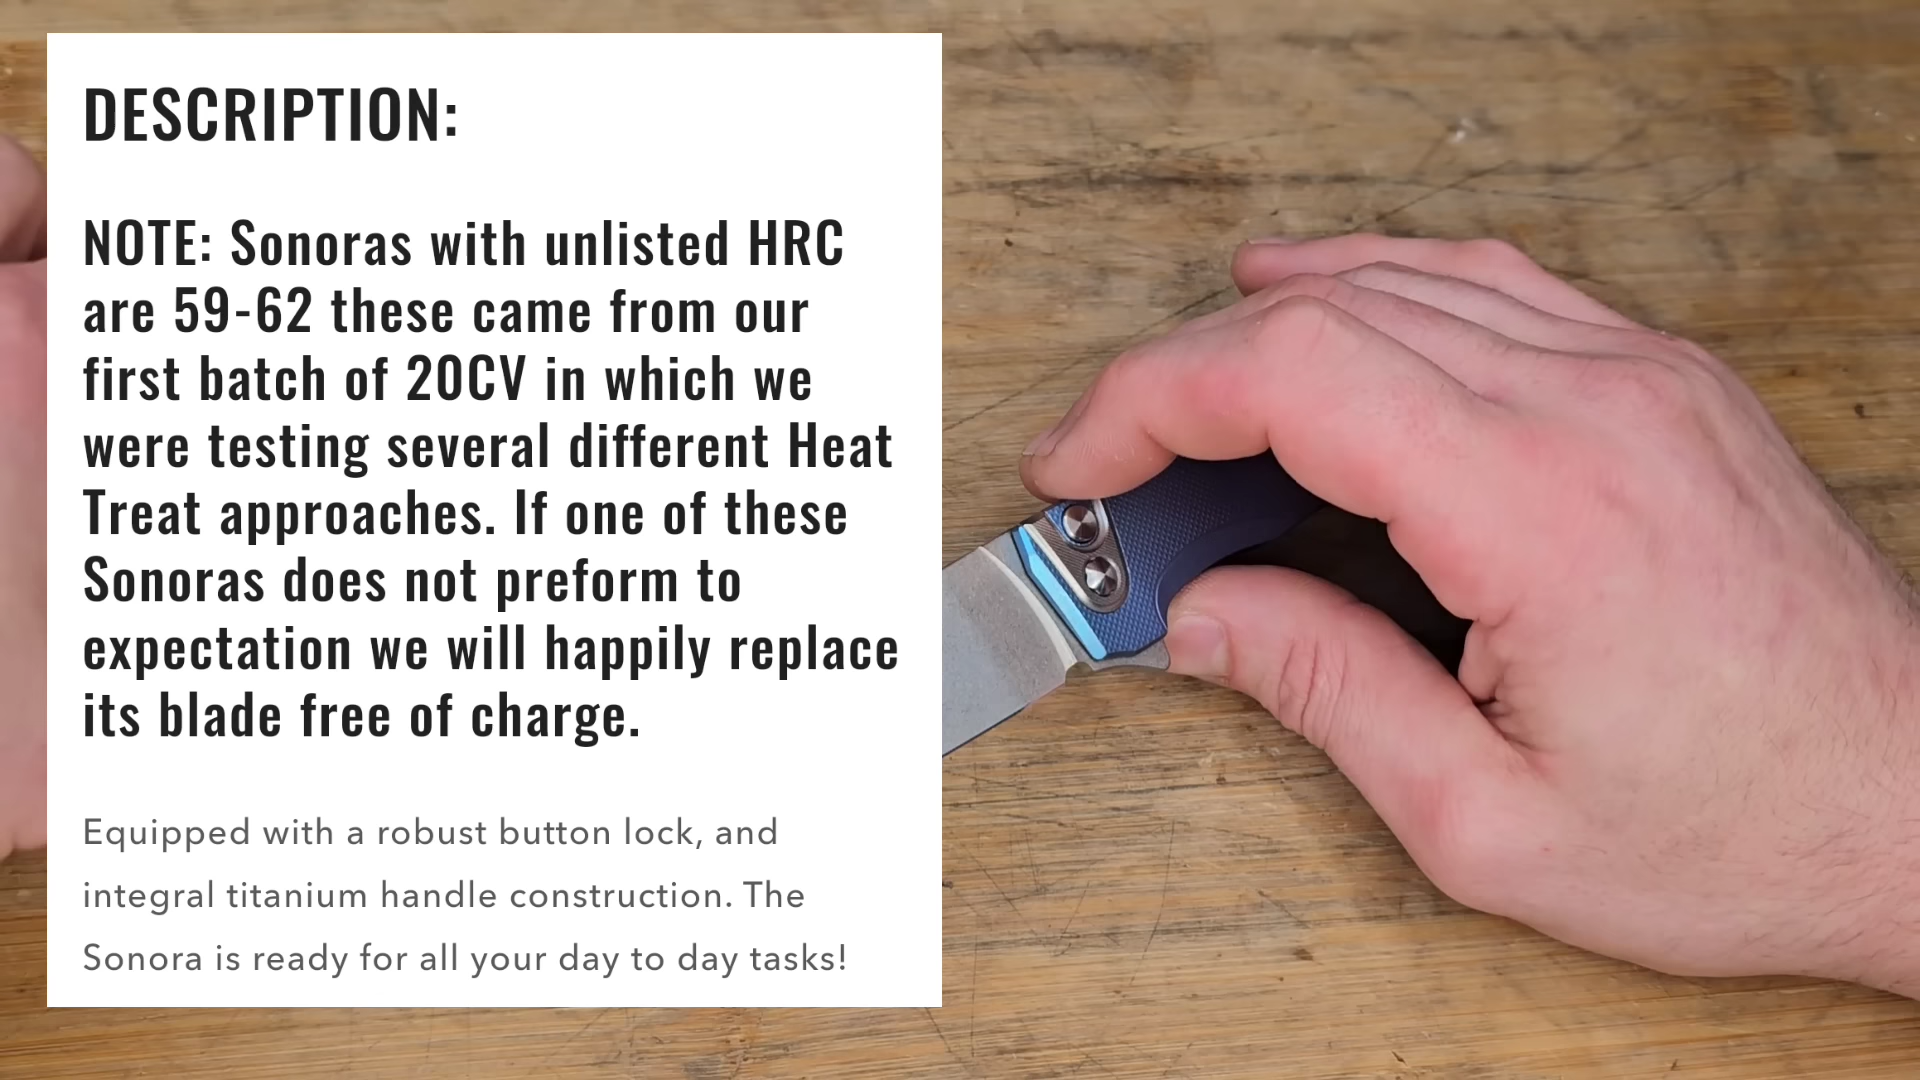 DESCRIPTION:
NOTE: Sonoras with unlisted HRC
are 59-62 these came from our
first batch of 20CV in which we
were testing several different Heat
Treat approaches. If one of these
Sonoras does not preform to
expectation we will happily replace
its blade free of charge.
Equipped with a robust button lock, and
integral titanium handle construction. The
Sonora is ready for all your day to day tasks!